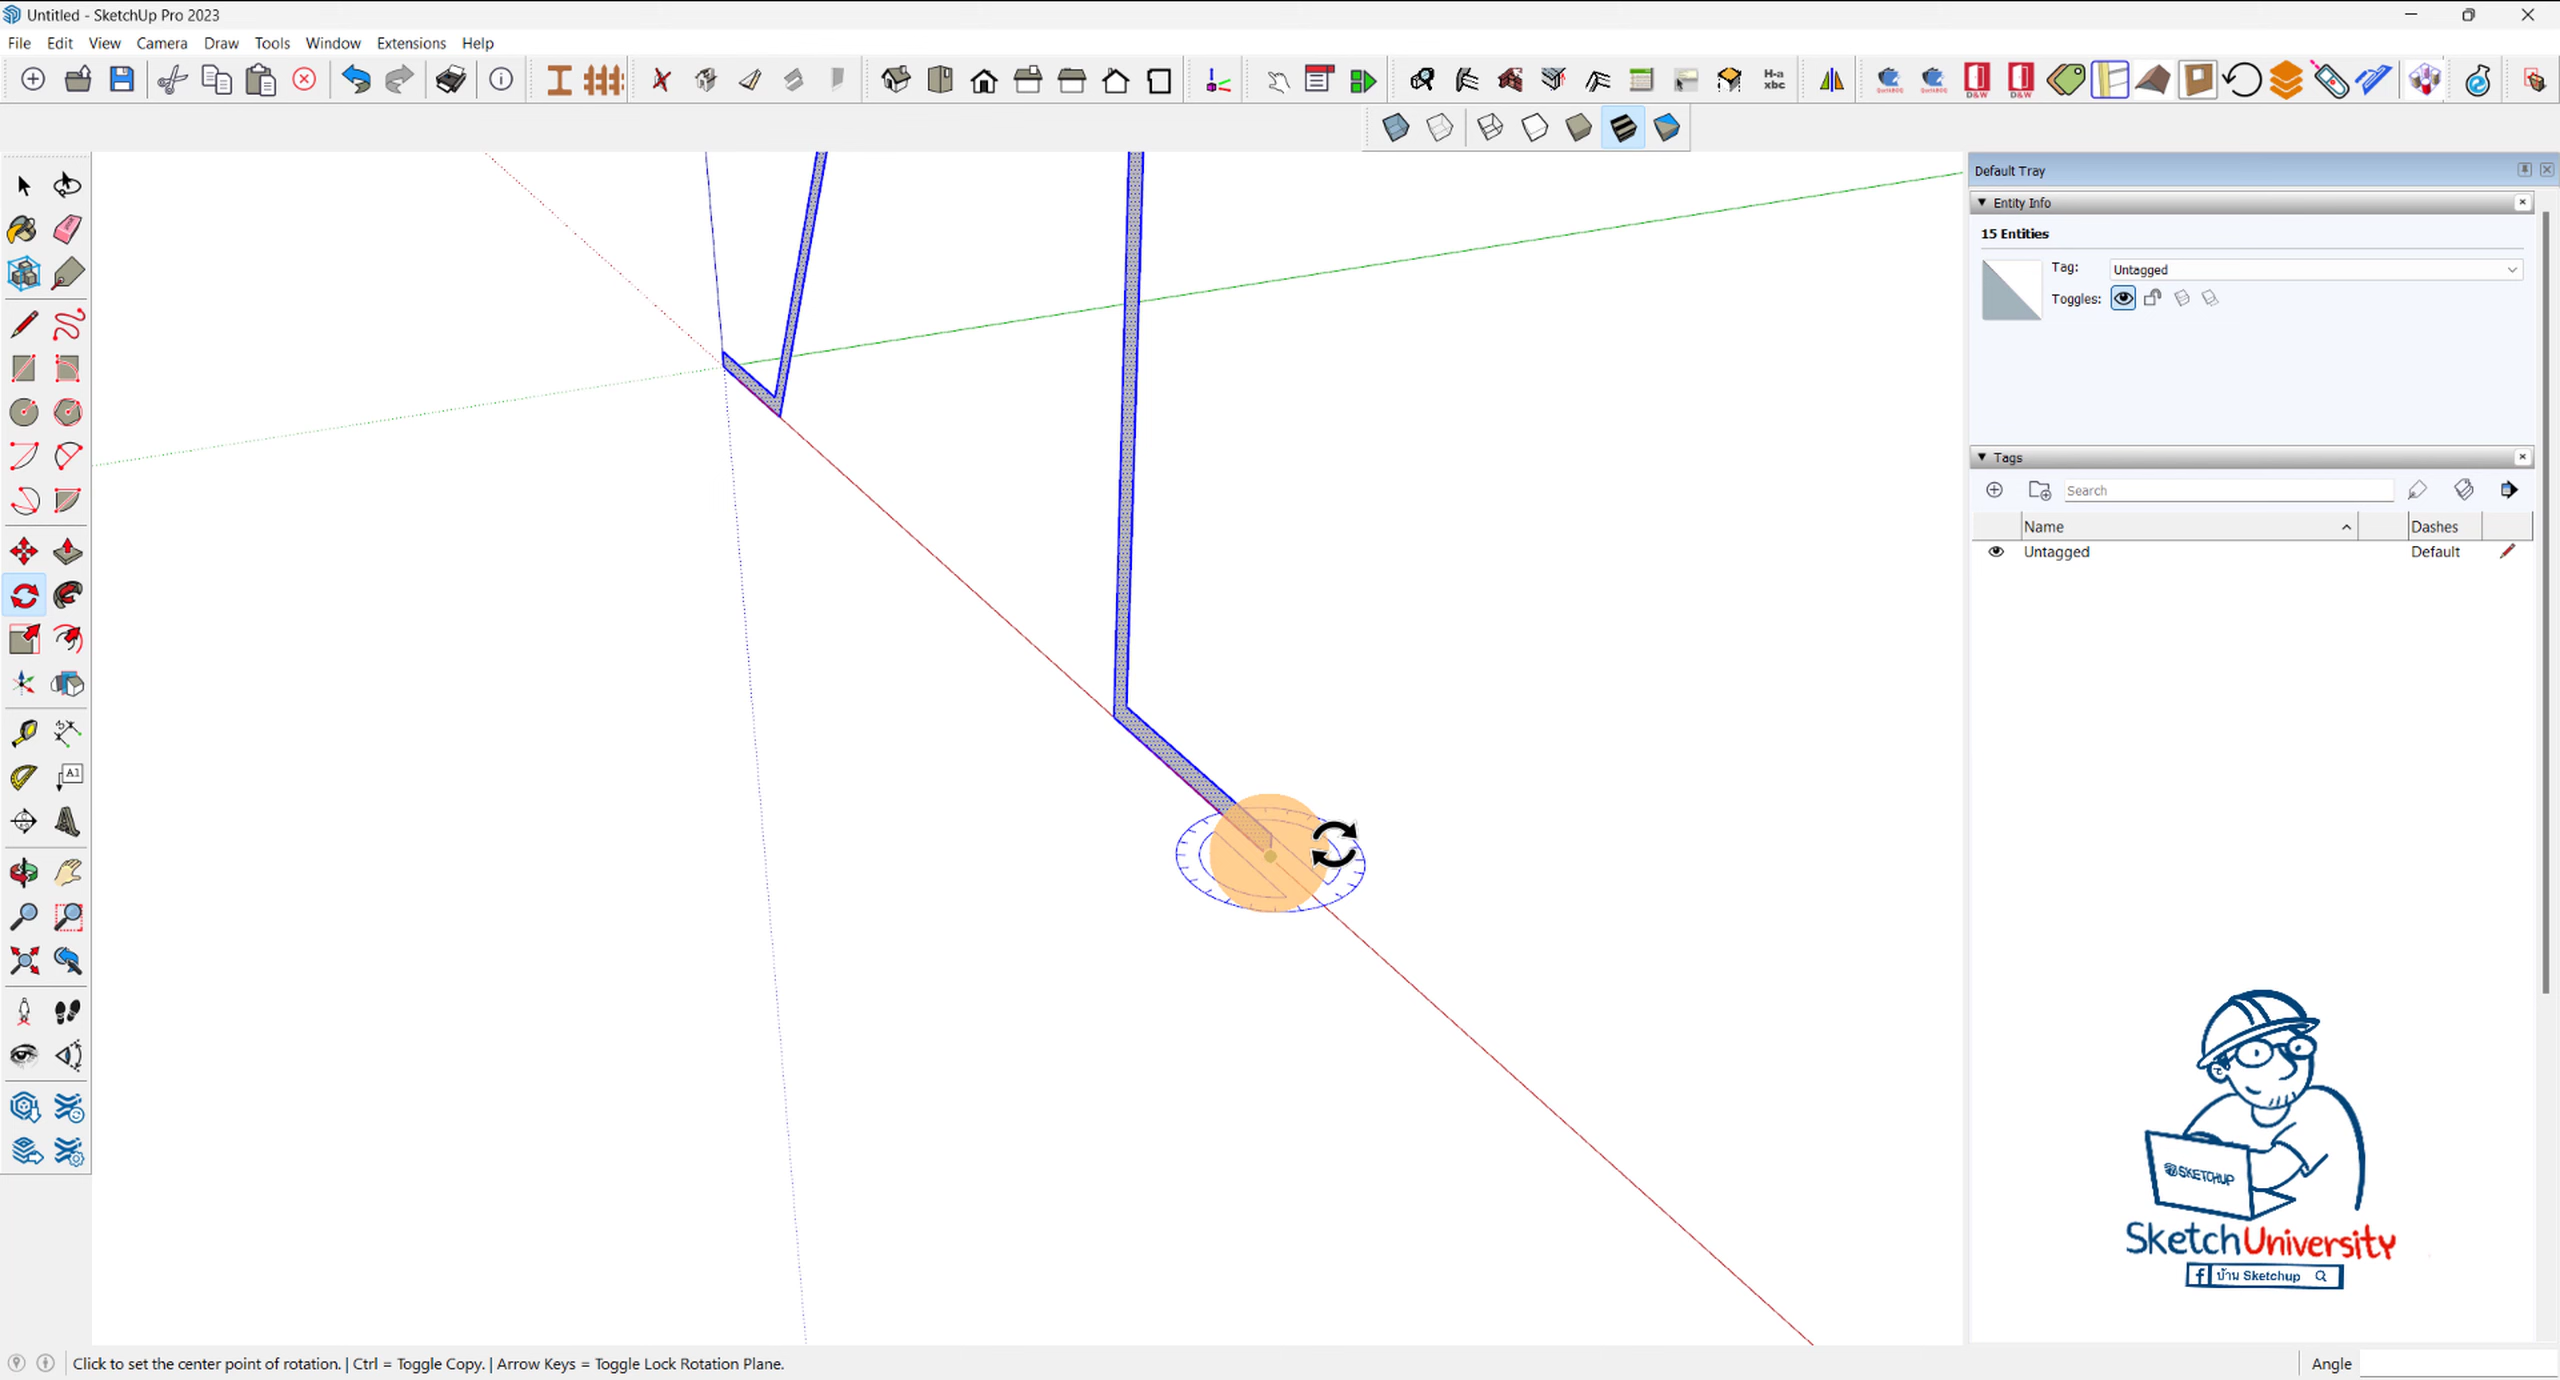 Untitled - SketchUp Pro 2023
File Edit View Camera Draw Tools Window Extensions Help
H-a
xbc
D&W D&W
Default Tray
Entity Info
15 Entities
Tag: Untagged
Toggles:
Tags
Search
Name Dashes
Untagged Default
A1
SKETCHUP
SketchUniversity
f บ้าน Sketchup
Click to set the center point of rotation. | Ctrl = Toggle Copy. | Arrow Keys = Toggle Lock Rotation Plane.
Angle